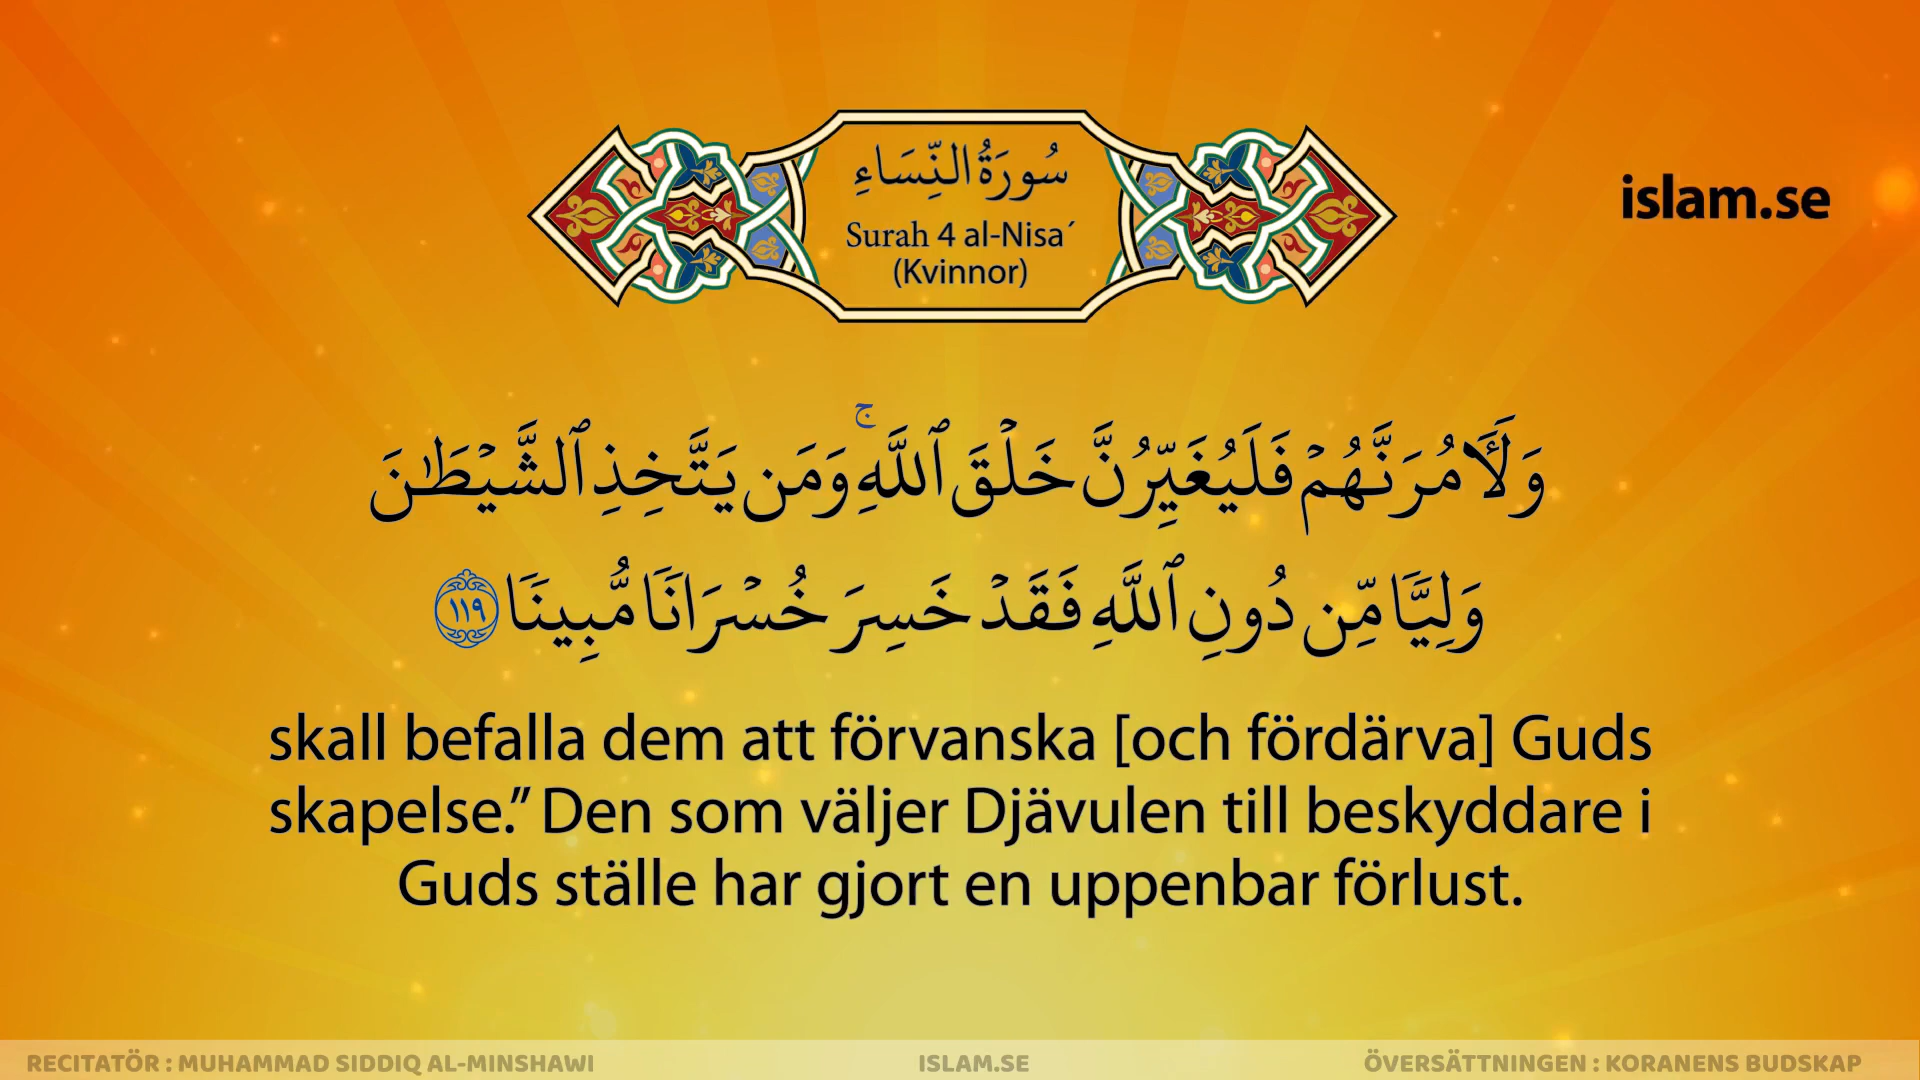 سُورَةُ النِّسَاءِ
Surah 4 al-Nisa´
(Kvinnor)
islam.se
وَلَأَمُرَنَّهُمۡ فَلَيُغَيِّرُنَّ خَلۡقَ ٱللَّهِۚ وَمَن يَتَّخِذِ ٱلشَّيۡطَٰنَ
وَلِيّٗا مِّن دُونِ ٱللَّهِ فَقَدۡ خَسِرَ خُسۡرَانٗا مُّبِينٗا ١١٩
skall befalla dem att förvanska [och fördärva] Guds
skapelse.” Den som väljer Djävulen till beskyddare i
Guds ställe har gjort en uppenbar förlust.
RECITATÖR : MUHAMMAD SIDDIQ AL-MINSHAWI
ISLAM.SE
ÖVERSÄTTNINGEN : KORANENS BUDSKAP